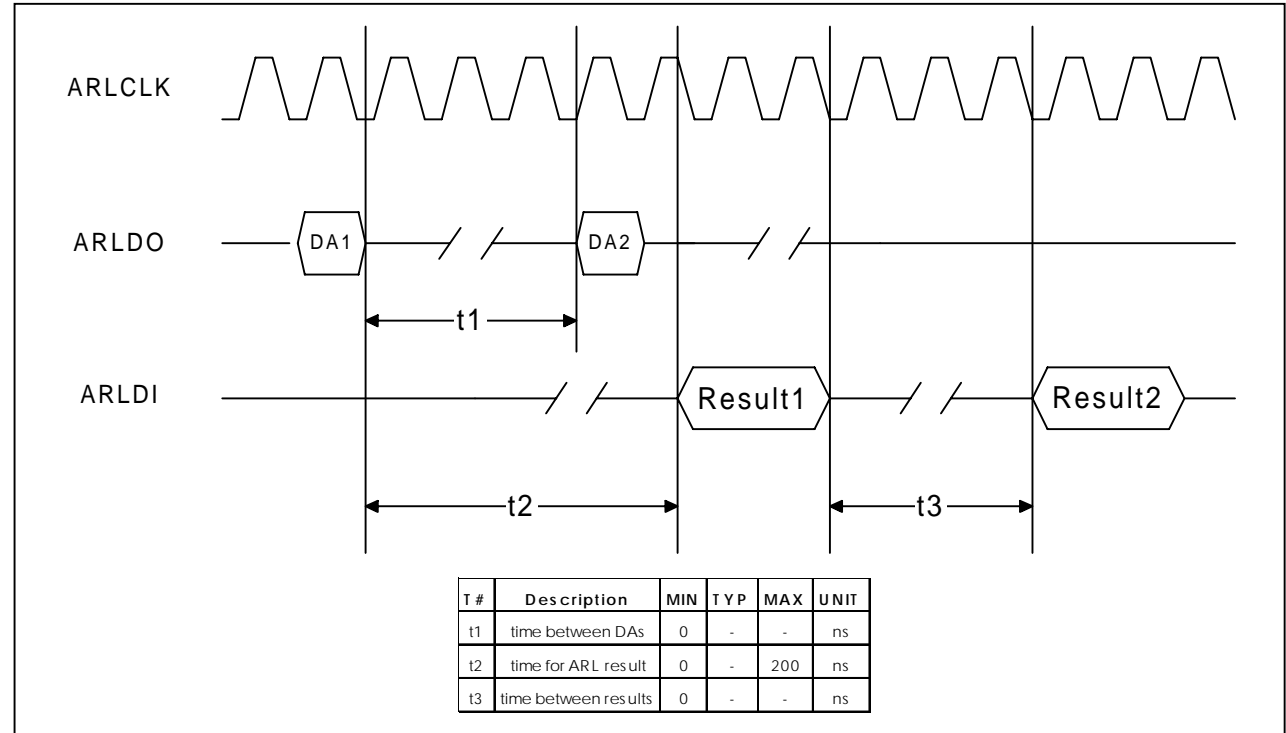 ARLCLK
ARLDO
DA1
DA2
t1
ARLDI
Result1
Result2
t2
t3
T# Description MIN TYP MAX UNIT
t1 time between DAs 0 - - ns
t2 time for ARL result 0 - 200 ns
t3 time between results 0 - - ns